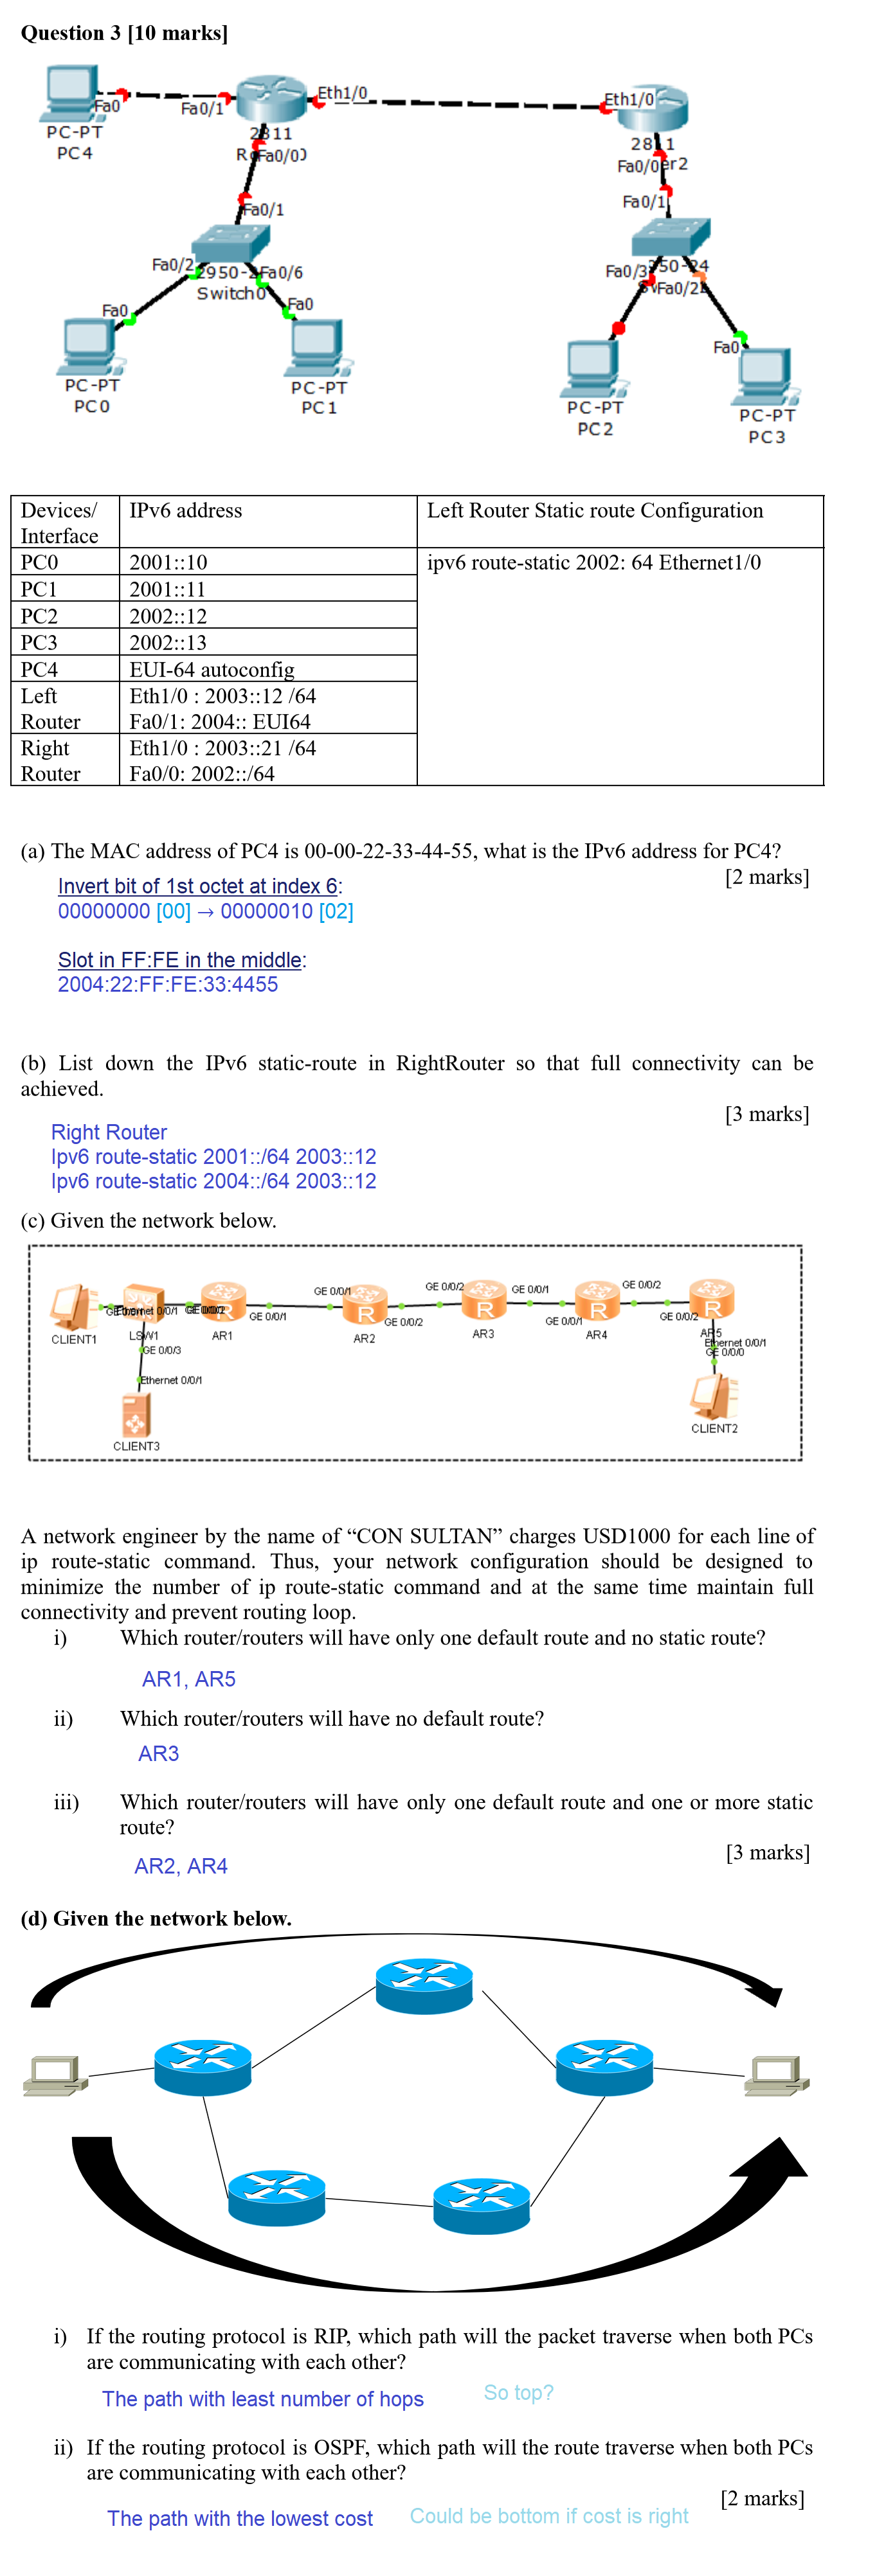 Question 3 [10 marks]
Fa0
Fa0/1
Eth1/0
Eth1/0
PC-PT
PC4
2811
Fa0/0
2811
Fa0/0
er2
Fa0/1
Fa0/1
Fa0/2
2950-2
Fa0/6
Switch0
Fa0/3
50-24
Fa0/2
Fa0
Fa0
Fa0
PC-PT
PC0
PC-PT
PC1
PC-PT
PC2
PC-PT
PC3
Devices/
Interface
IPv6 address
Left Router Static route Configuration
PC0
2001::10
ipv6 route-static 2002: 64 Ethernet1/0
PC1
2001::11
PC2
2002::12
PC3
2002::13
PC4
EUI-64 autoconfig
Left
Router
Eth1/0 : 2003::12 /64
Fa0/1: 2004:: EUI64
Right
Router
Eth1/0 : 2003::21 /64
Fa0/0: 2002::/64
(a) The MAC address of PC4 is 00-00-22-33-44-55, what is the IPv6 address for PC4?
[2 marks]
Invert bit of 1st octet at index 6:
00000000 [00] → 00000010 [02]
Slot in FF:FE in the middle:
2004:22:FF:FE:33:4455
(b) List down the IPv6 static-route in RightRouter so that full connectivity can be
achieved.
[3 marks]
Right Router
Ipv6 route-static 2001::/64 2003::12
Ipv6 route-static 2004::/64 2003::12
(c) Given the network below.
CLIENT1
LSW1
AR1
GE 0/0/1
GE 0/0/1
AR2
GE 0/0/2
GE 0/0/2
AR3
GE 0/0/1
GE 0/0/1
AR4
GE 0/0/2
GE 0/0/2
AR5
Ethernet 0/0/1
GE 0/0/0
GE 0/0/3
Ethernet 0/0/1
CLIENT3
CLIENT2
A network engineer by the name of “CON SULTAN” charges USD1000 for each line of
ip route-static command. Thus, your network configuration should be designed to
minimize the number of ip route-static command and at the same time maintain full
connectivity and prevent routing loop.
i) Which router/routers will have only one default route and no static route?
AR1, AR5
ii) Which router/routers will have no default route?
AR3
iii) Which router/routers will have only one default route and one or more static
route?
[3 marks]
AR2, AR4
(d) Given the network below.
i) If the routing protocol is RIP, which path will the packet traverse when both PCs
are communicating with each other?
The path with least number of hops
So top?
ii) If the routing protocol is OSPF, which path will the route traverse when both PCs
are communicating with each other?
[2 marks]
The path with the lowest cost
Could be bottom if cost is right